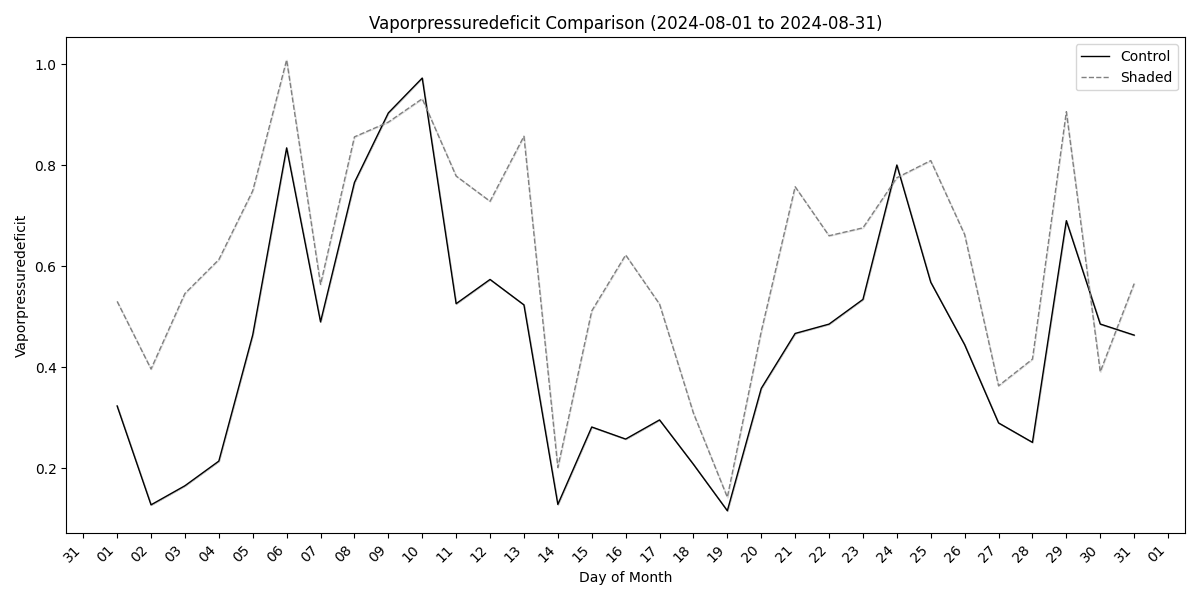 Vaporpressuredeficit Comparison (2024-08-01 to 2024-08-31)
Control
Shaded
Vaporpressuredeficit
1.0
0.8
0.6
0.4
0.2
31 01 02 03 04 05 06 07 08 09 10 11 12 13 14 15 16 17 18 19 20 21 22 23 24 25 26 27 28 29 30 31 01
Day of Month